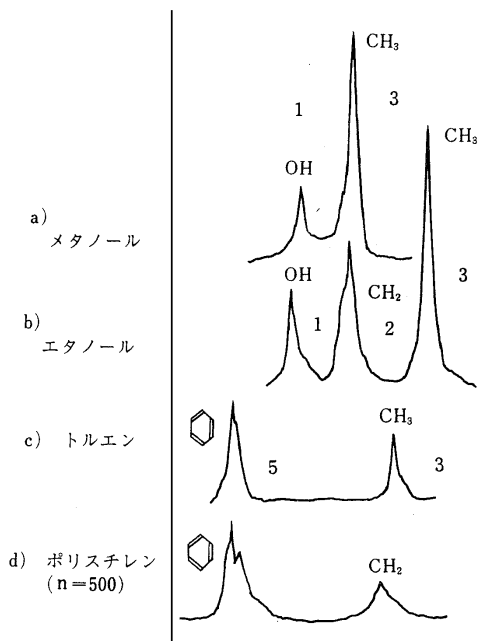 CH₃
1 3
OH
CH₃
a)
メタノール
OH
CH₂
3
b)
エタノール
1 2
CH₃
c) トルエン
5 3
d) ポリスチレン
(n=500)
CH₂